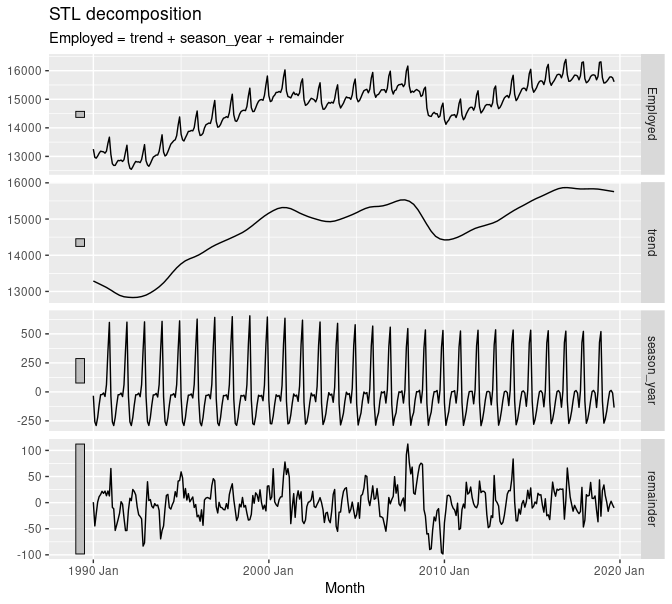 STL decomposition
Employed = trend + season_year + remainder
16000
15000
14000
13000
Employed
16000
15000
14000
13000
trend
500
250
0
-250
season_year
100
50
0
-50
-100
remainder
1990 Jan
2000 Jan
2010 Jan
2020 Jan
Month